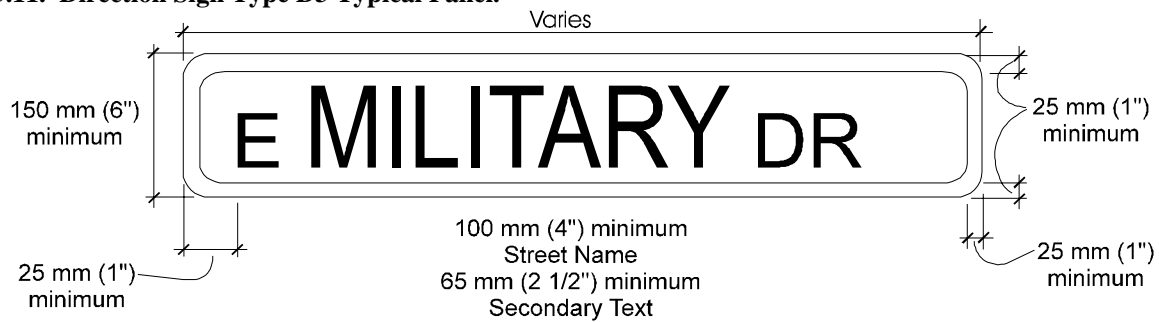 Direction Sign Type D3 Typical Panel.
Varies
150 mm (6")
minimum
E MILITARY DR
25 mm (1")
minimum
100 mm (4") minimum
Street Name
65 mm (2 1/2") minimum
Secondary Text
25 mm (1")
minimum
25 mm (1")
minimum